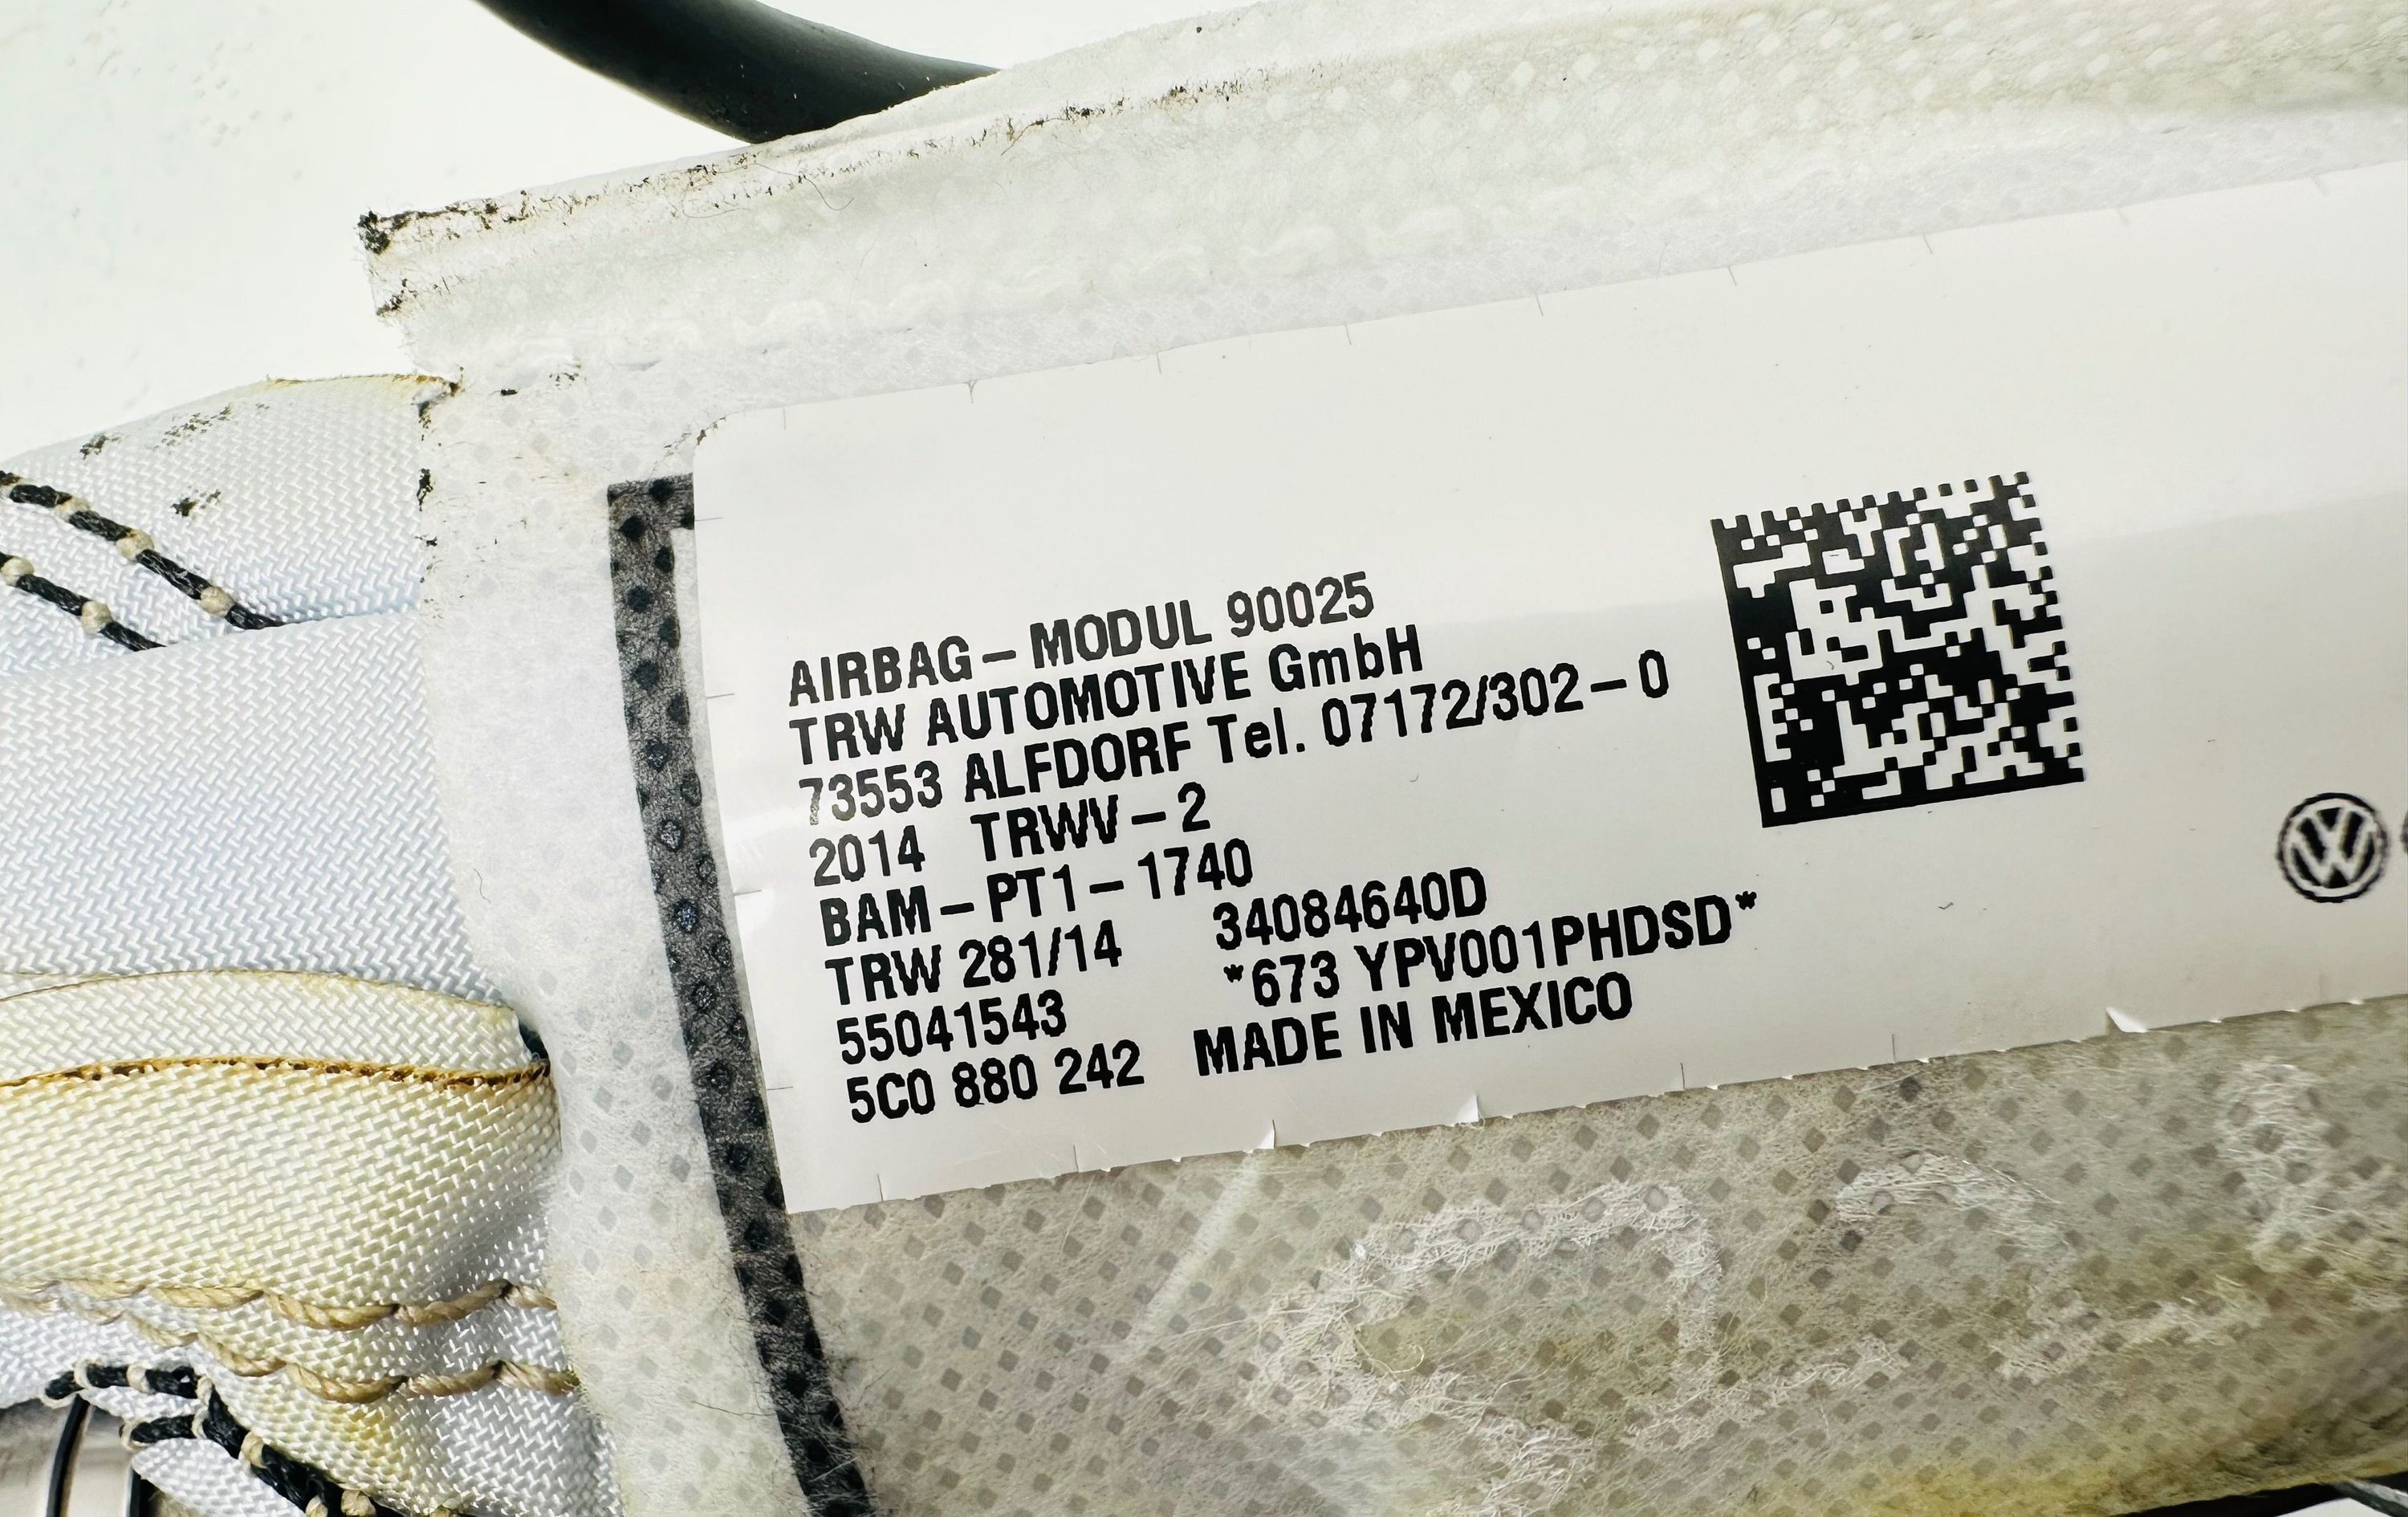 AIRBAG-MODUL 90025
TRW AUTOMOTIVE GmbH
73553 ALFDORF Tel. 07172/302-0
2014 TRWV-2
BAM-PT1-1740
TRW 281/14 34084640D
55041543 *673 YPV001PHDSD*
5C0 880 242 MADE IN MEXICO